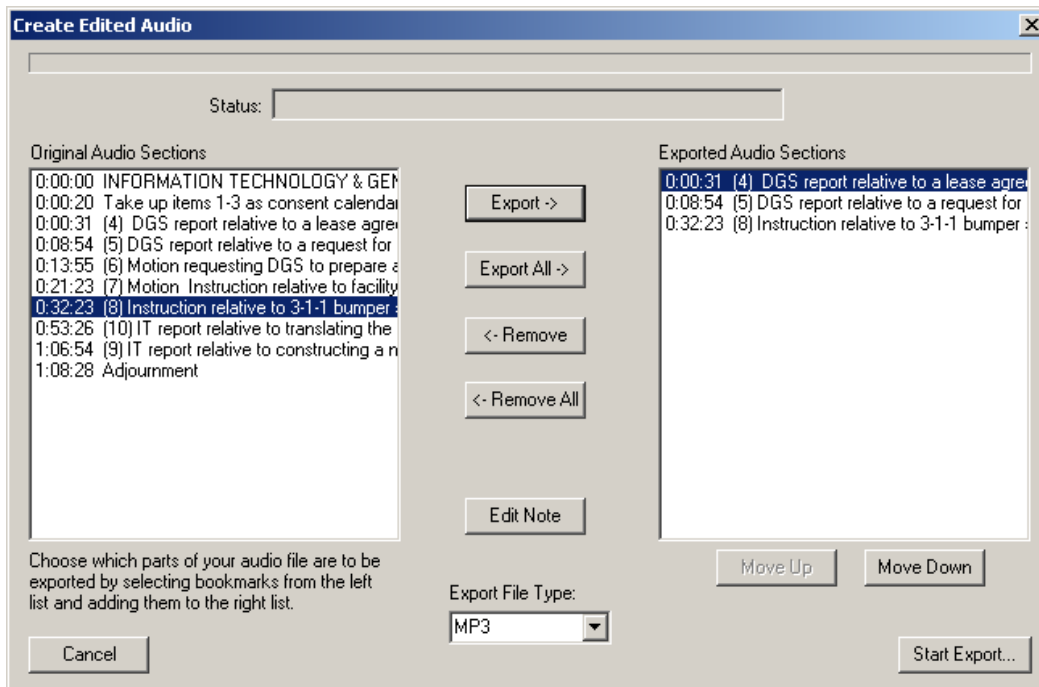 Create Edited Audio
Status:
Original Audio Sections
0:00:00 INFORMATION TECHNOLOGY &
0:00:20 Take up items 1-3 as consent
0:00:31 (4) DGS report relative to a lease
0:08:54 (5) DGS report relative to a request for
0:13:55 (6) Motion requesting DGS to prepare
0:21:23 (7) Motion Instruction relative to facility
0:32:23 (8) Instruction relative to 3-1-1 bumper
0:53:26 (10) IT report relative to translating the
1:06:54 (9) IT report relative to constructing a
1:08:28 Adjournment
Choose which parts of your audio file are to be
exported by selecting bookmarks from the left
list and adding them to the right list.
Cancel
Export ->
Export All ->
<- Remove
<- Remove All
Edit Note
Export File Type:
MP3
Exported Audio Sections
0:00:31 (4) DGS report relative to a lease
0:08:54 (5) DGS report relative to a request for
0:32:23 (8) Instruction relative to 3-1-1 bumper
Move Up
Move Down
Start Export...